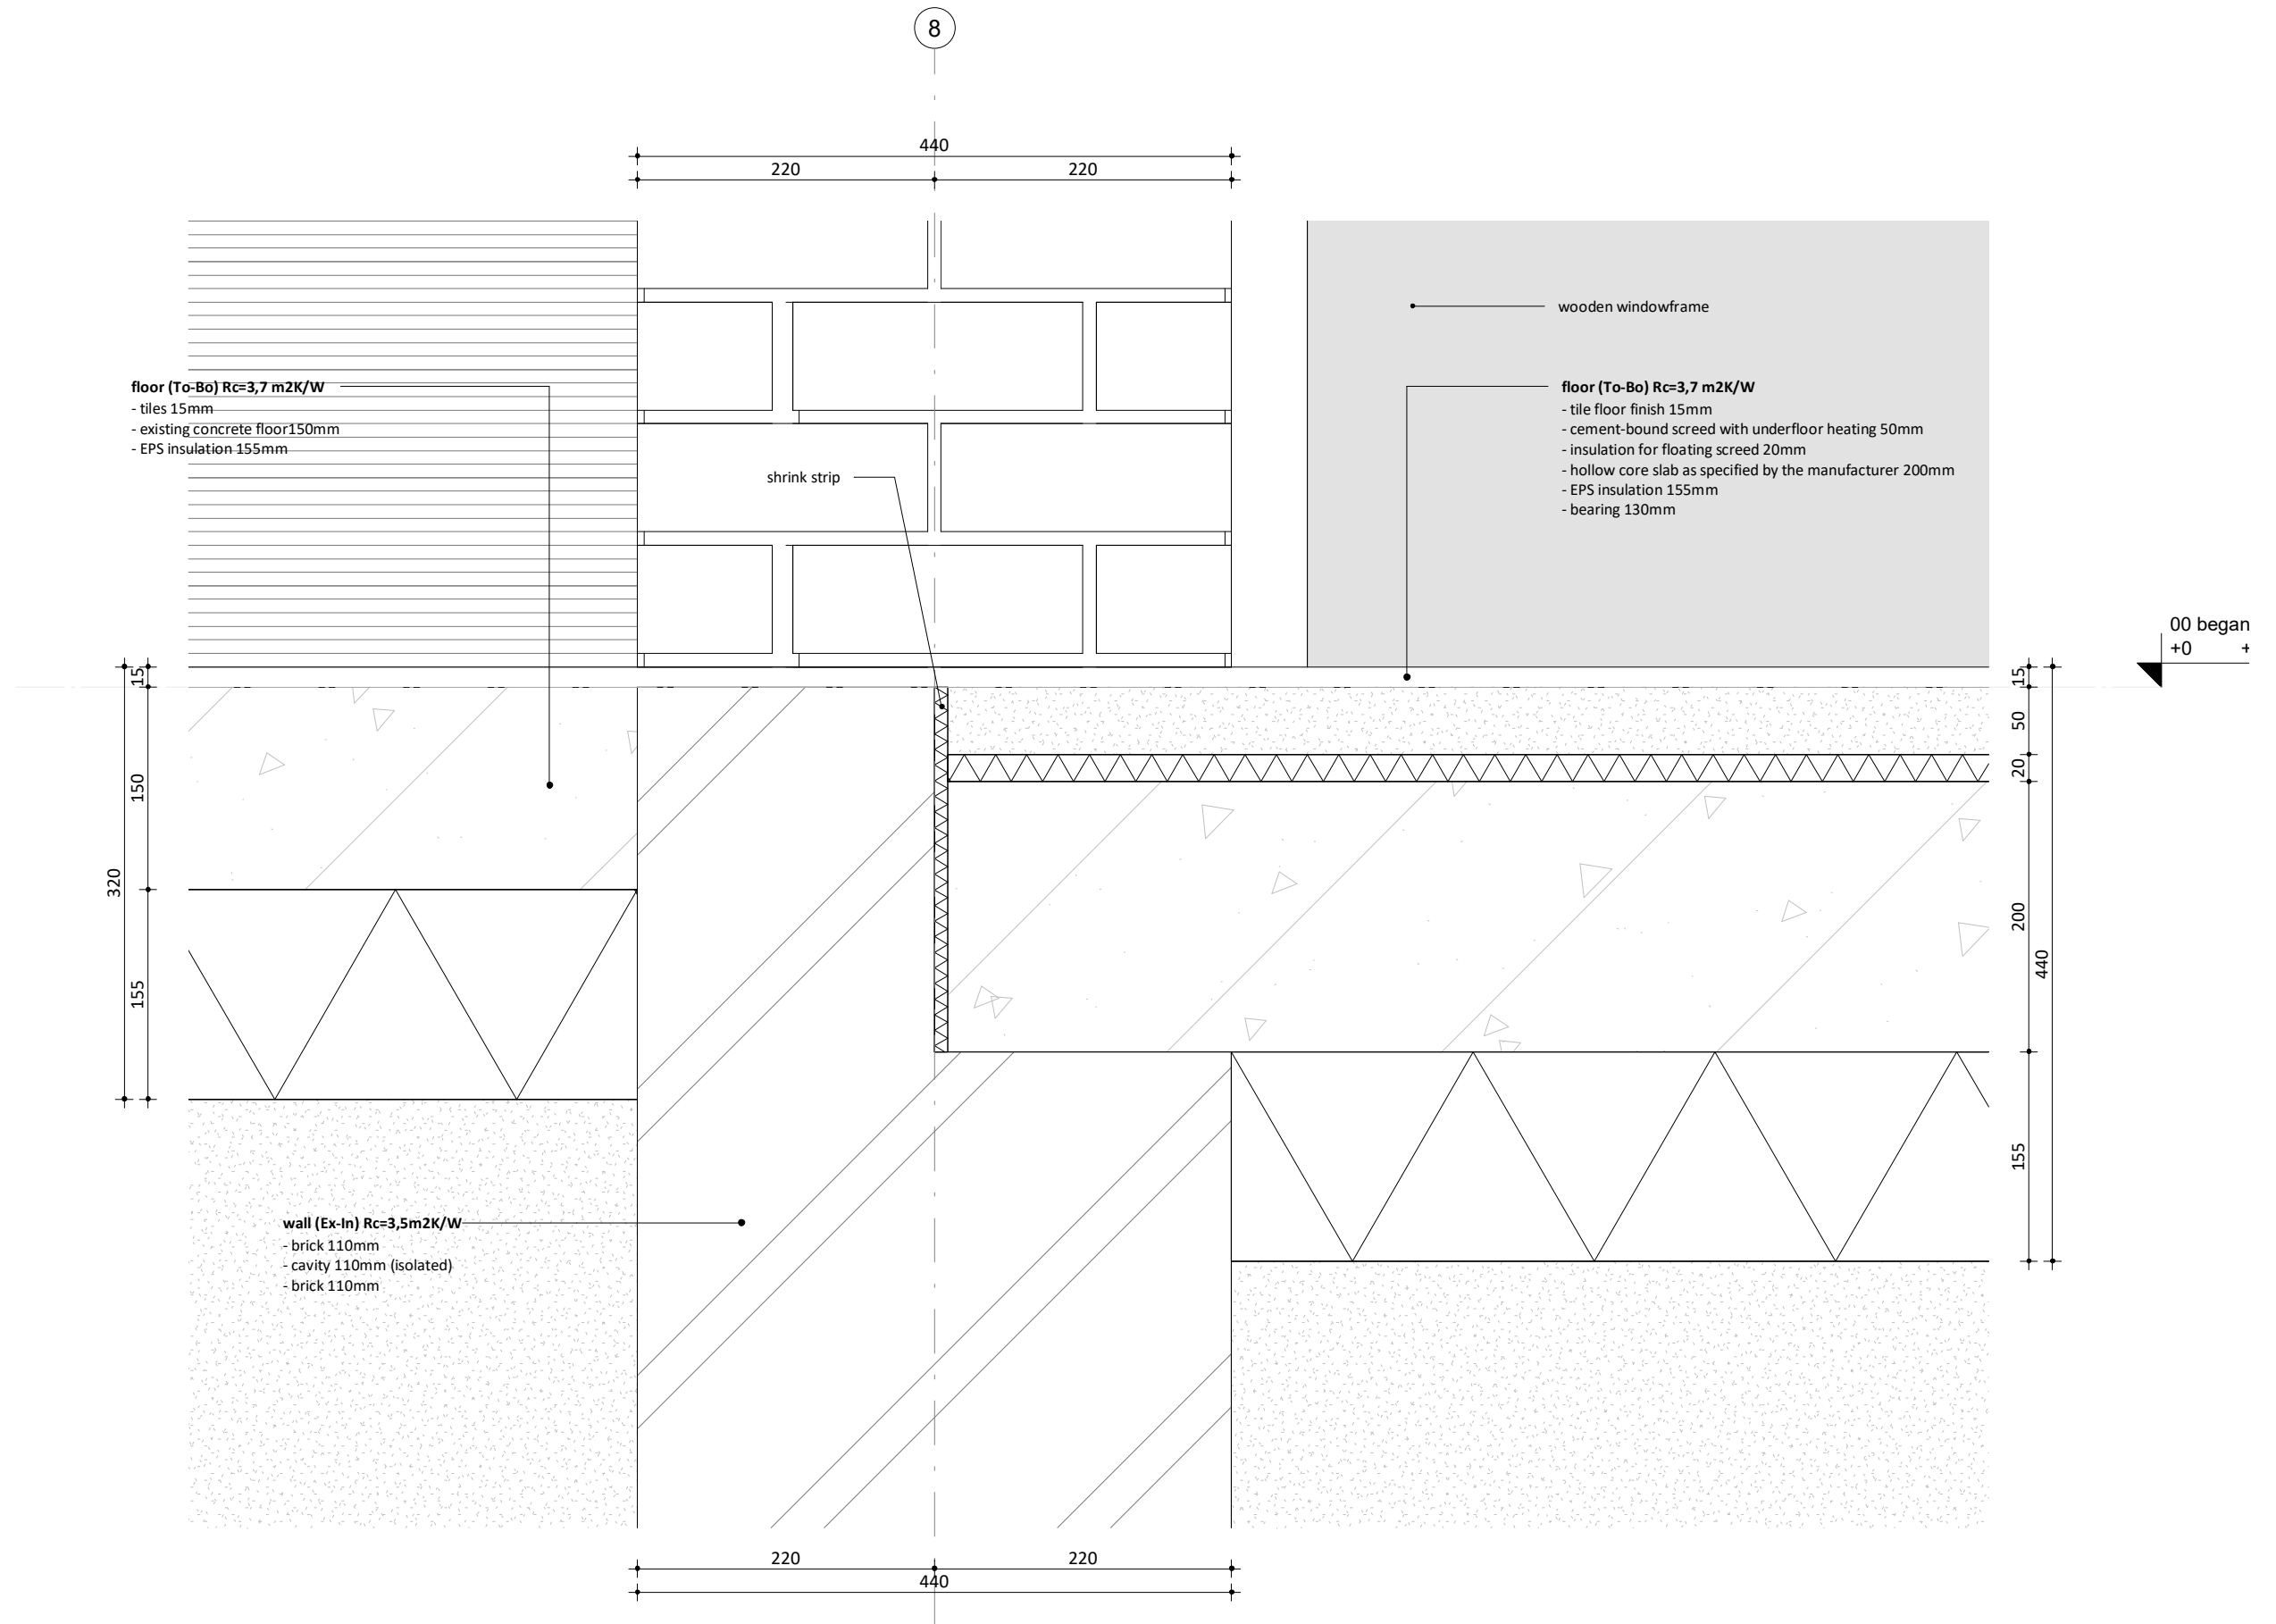 8
440
220 220
wooden windowframe
floor (To-Bo) Rc=3,7 m2K/W
- tiles 15mm
- existing concrete floor150mm
- EPS insulation 155mm
floor (To-Bo) Rc=3,7 m2K/W
- tile floor finish 15mm
- cement-bound screed with underfloor heating 50mm
- insulation for floating screed 20mm
- hollow core slab as specified by the manufacturer 200mm
- EPS insulation 155mm
- bearing 130mm
shrink strip
00 began
+0 +
15
150
155
320
15
50
20
200
155
440
wall (Ex-In) Rc=3,5m2K/W
- brick 110mm
- cavity 110mm (isolated)
- brick 110mm
220 220
440